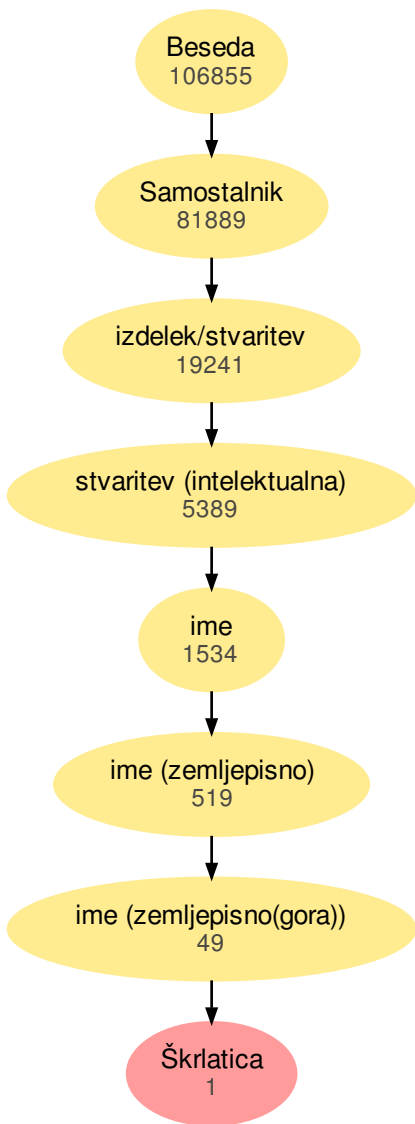 Beseda
106855
Samostalnik
81889
izdelek/stvaritev
19241
stvaritev (intelektualna)
5389
ime
1534
ime (zemljepisno)
519
ime (zemljepisno(gora))
49
Škrlatica
1